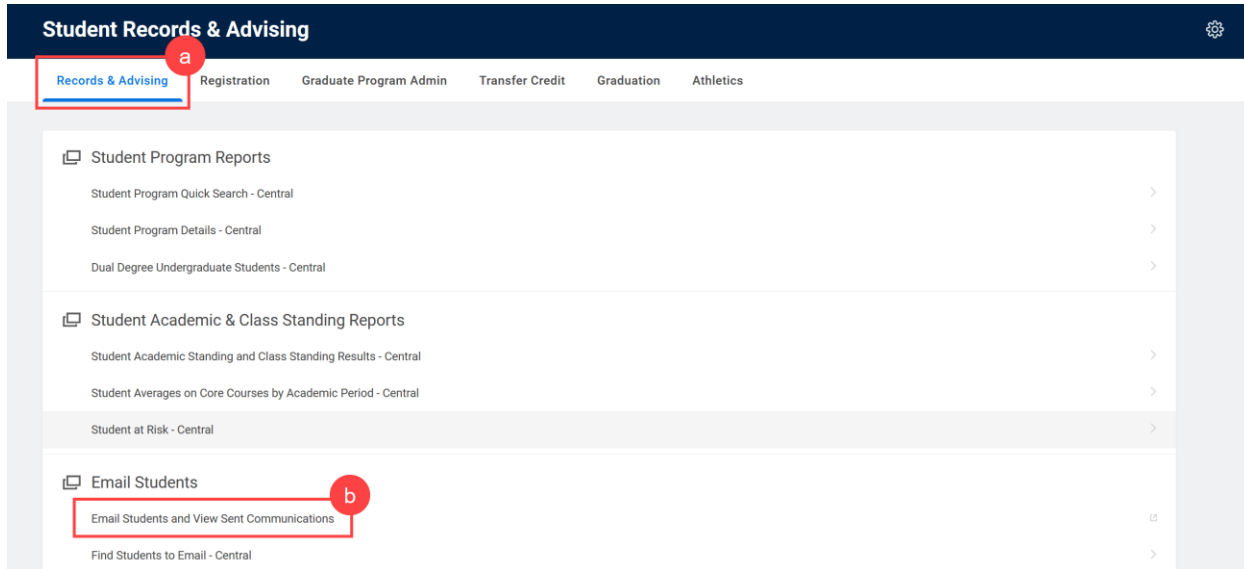 Student Records & Advising
a
Records & Advising Registration Graduate Program Admin Transfer Credit Graduation Athletics
Student Program Reports
Student Program Quick Search - Central
Student Program Details - Central
Dual Degree Undergraduate Students - Central
Student Academic & Class Standing Reports
Student Academic Standing and Class Standing Results - Central
Student Averages on Core Courses by Academic Period - Central
Student at Risk - Central
Email Students
b
Email Students and View Sent Communications
Find Students to Email - Central